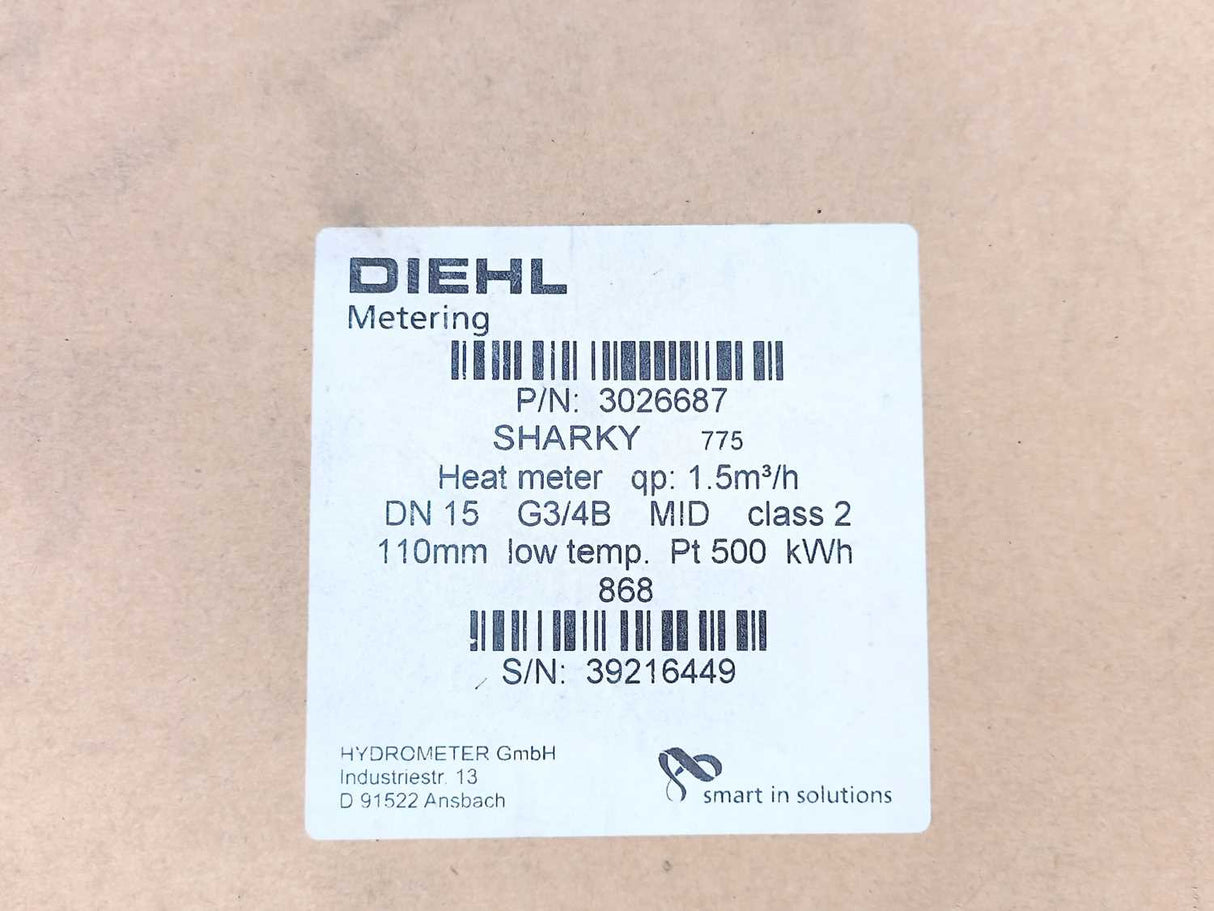 DIEHL
Metering
P/N: 3026687
SHARKY 775
Heat meter qp: 1.5m³/h
DN 15 G3/4B MID class 2
110mm low temp. Pt 500 kWh
868
S/N: 39216449
HYDROMETER GmbH
Industriestr. 13
D 91522 Ansbach
smart in solutions